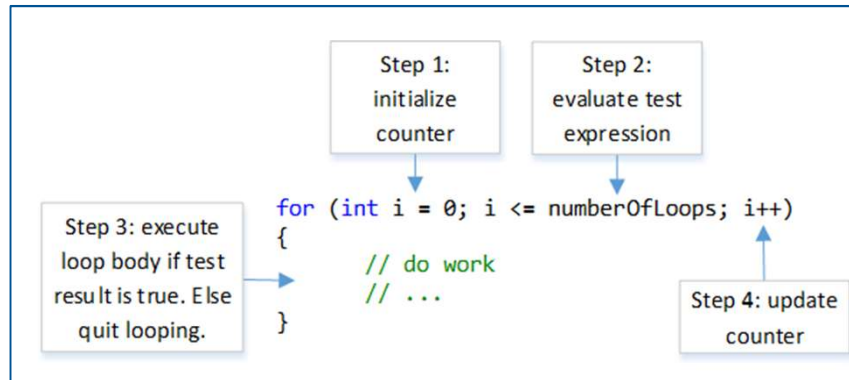 Step 1:
initialize
counter
Step 2:
evaluate test
expression
for (int i = 0; i <= numberOfLoops; i++)
{
// do work
// ...
}
Step 3: execute
loop body if test
result is true. Else
quit looping.
Step 4: update
counter